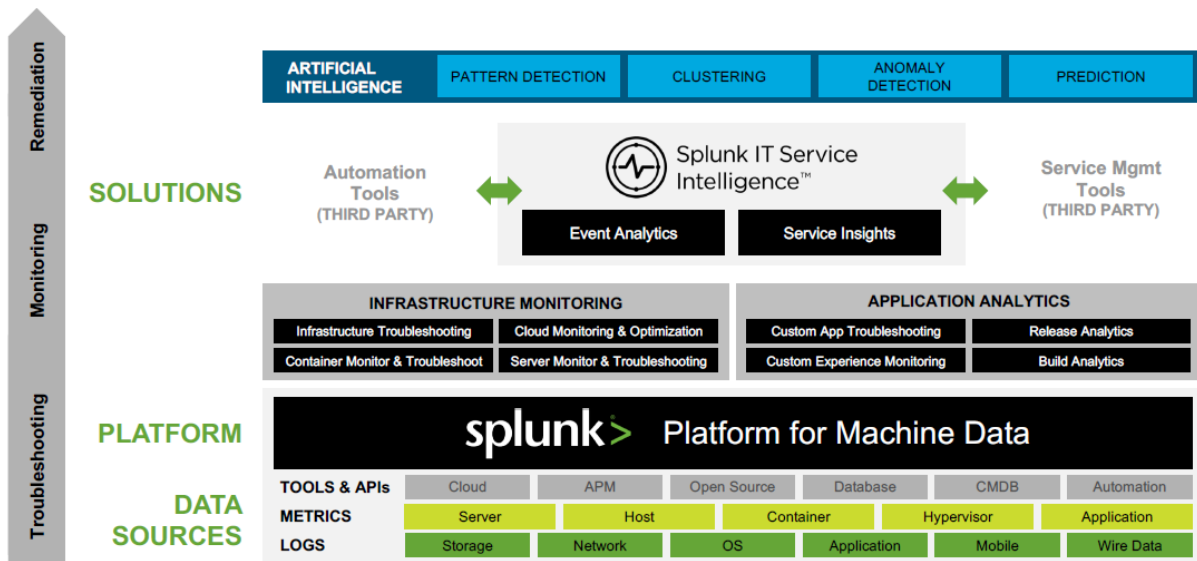 Remediation
Monitoring
Troubleshooting
ARTIFICIAL
INTELLIGENCE
PATTERN DETECTION
CLUSTERING
ANOMALY
DETECTION
PREDICTION
SOLUTIONS
Automation
Tools
(THIRD PARTY)
Splunk IT Service
Intelligence™
Event Analytics
Service Insights
Service Mgmt
Tools
(THIRD PARTY)
INFRASTRUCTURE MONITORING
Infrastructure Troubleshooting
Cloud Monitoring & Optimization
Container Monitor & Troubleshoot
Server Monitor & Troubleshooting
APPLICATION ANALYTICS
Custom App Troubleshooting
Release Analytics
Custom Experience Monitoring
Build Analytics
PLATFORM
splunk> Platform for Machine Data
DATA
SOURCES
TOOLS & APIs
Cloud
APM
Open Source
Database
CMDB
Automation
METRICS
Server
Host
Container
Hypervisor
Application
LOGS
Storage
Network
OS
Application
Mobile
Wire Data